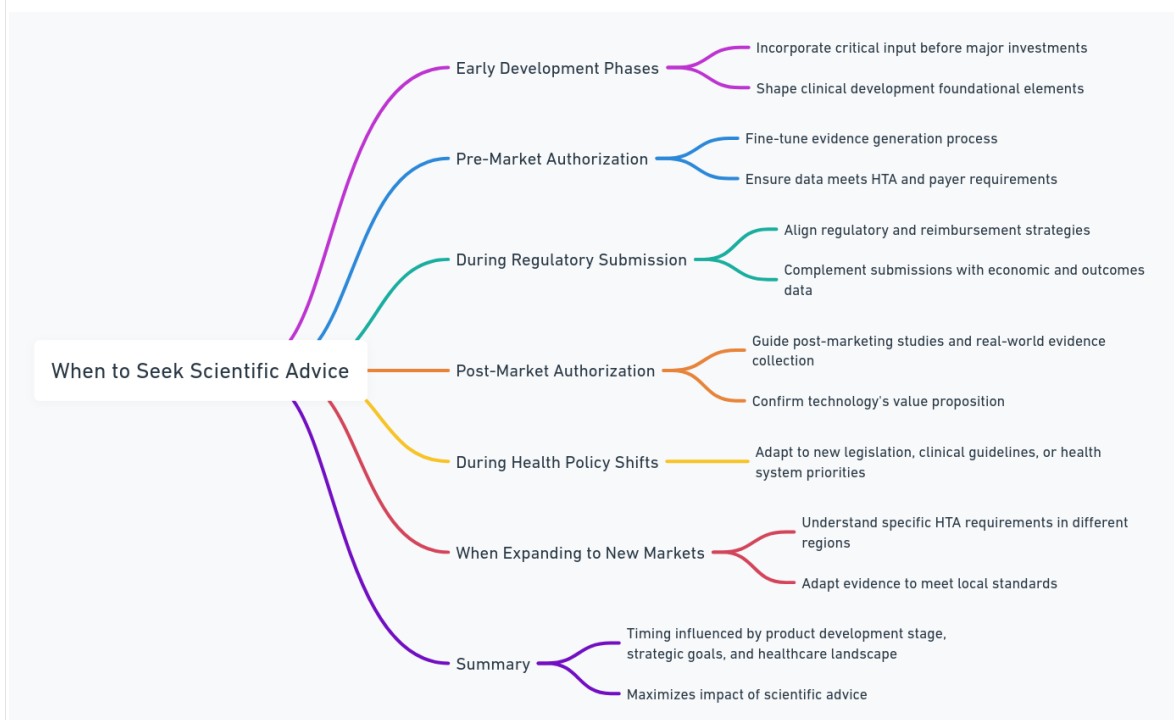 Incorporate critical input before major investments
Early Development Phases
Shape clinical development foundational elements
Fine-tune evidence generation process
Pre-Market Authorization
Ensure data meets HTA and payer requirements
Align regulatory and reimbursement strategies
During Regulatory Submission
Complement submissions with economic and outcomes
data
Guide post-marketing studies and real-world evidence
collection
When to Seek Scientific Advice
Post-Market Authorization
Confirm technology's value proposition
During Health Policy Shifts
Adapt to new legislation, clinical guidelines, or health
system priorities
Understand specific HTA requirements in different
regions
When Expanding to New Markets
Adapt evidence to meet local standards
Timing influenced by product development stage,
strategic goals, and healthcare landscape
Summary
Maximizes impact of scientific advice